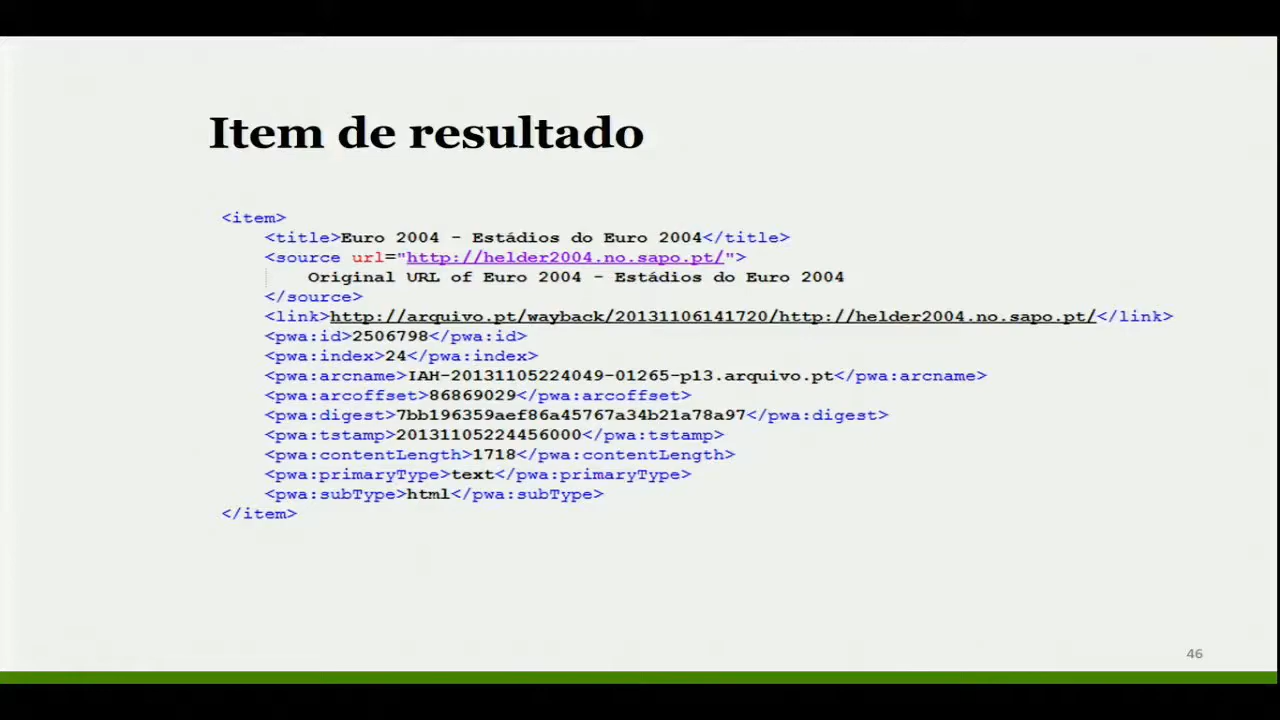 Item de resultado
<item>
<title>Euro 2004 - Estádios do Euro 2004</title>
<source url="http://helder2004.no.sapo.pt/">
Original URL of Euro 2004 - Estádios do Euro 2004
</source>
<link>http://arquivo.pt/wayback/20131106141720/http://helder2004.no.sapo.pt/</link>
<pwa:id>2506798</pwa:id>
<pwa:index>24</pwa:index>
<pwa:arcname>IAH-20131105224049-01265-p13.arquivo.pt</pwa:arcname>
<pwa:arcoffset>86869029</pwa:arcoffset>
<pwa:digest>7bb196359aef86a45767a34b21a78a97</pwa:digest>
<pwa:tstamp>20131105224456000</pwa:tstamp>
<pwa:contentLength>1718</pwa:contentLength>
<pwa:primaryType>text</pwa:primaryType>
<pwa:subType>html</pwa:subType>
</item>
46